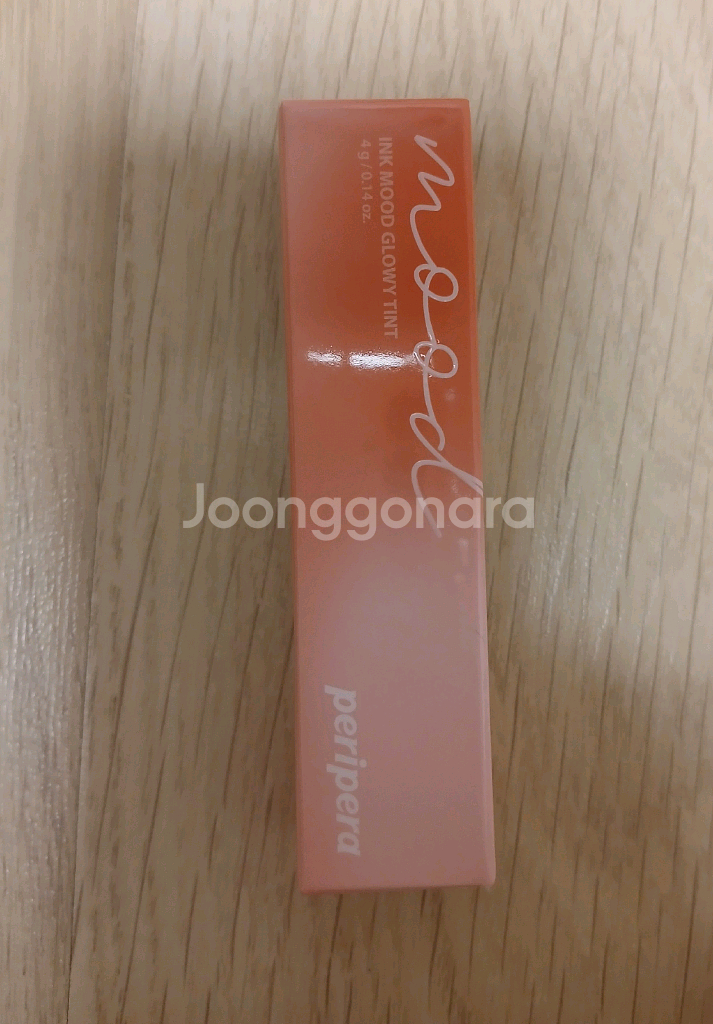 mood
INK MOOD GLOWY TINT
4 g / 0.14 oz.
peripera
Joonggonara